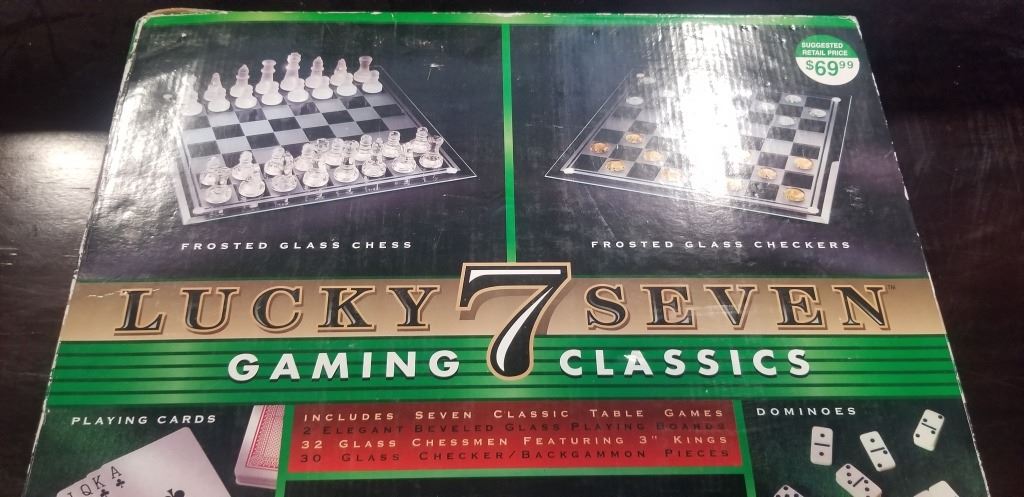 SUGGESTED
RETAIL PRICE
$69.99
FROSTED GLASS CHESS
FROSTED GLASS CHECKERS
LUCKY 7 SEVEN™
GAMING CLASSICS
PLAYING CARDS
INCLUDES SEVEN CLASSIC TABLE GAMES
2 ELEGANT BEVELED GLASS PLAYING BOARDS
32 GLASS CHESSMEN FEATURING 3" KINGS
30 GLASS CHECKER/BACKGAMMON PIECES
DOMINOES
J Q K A